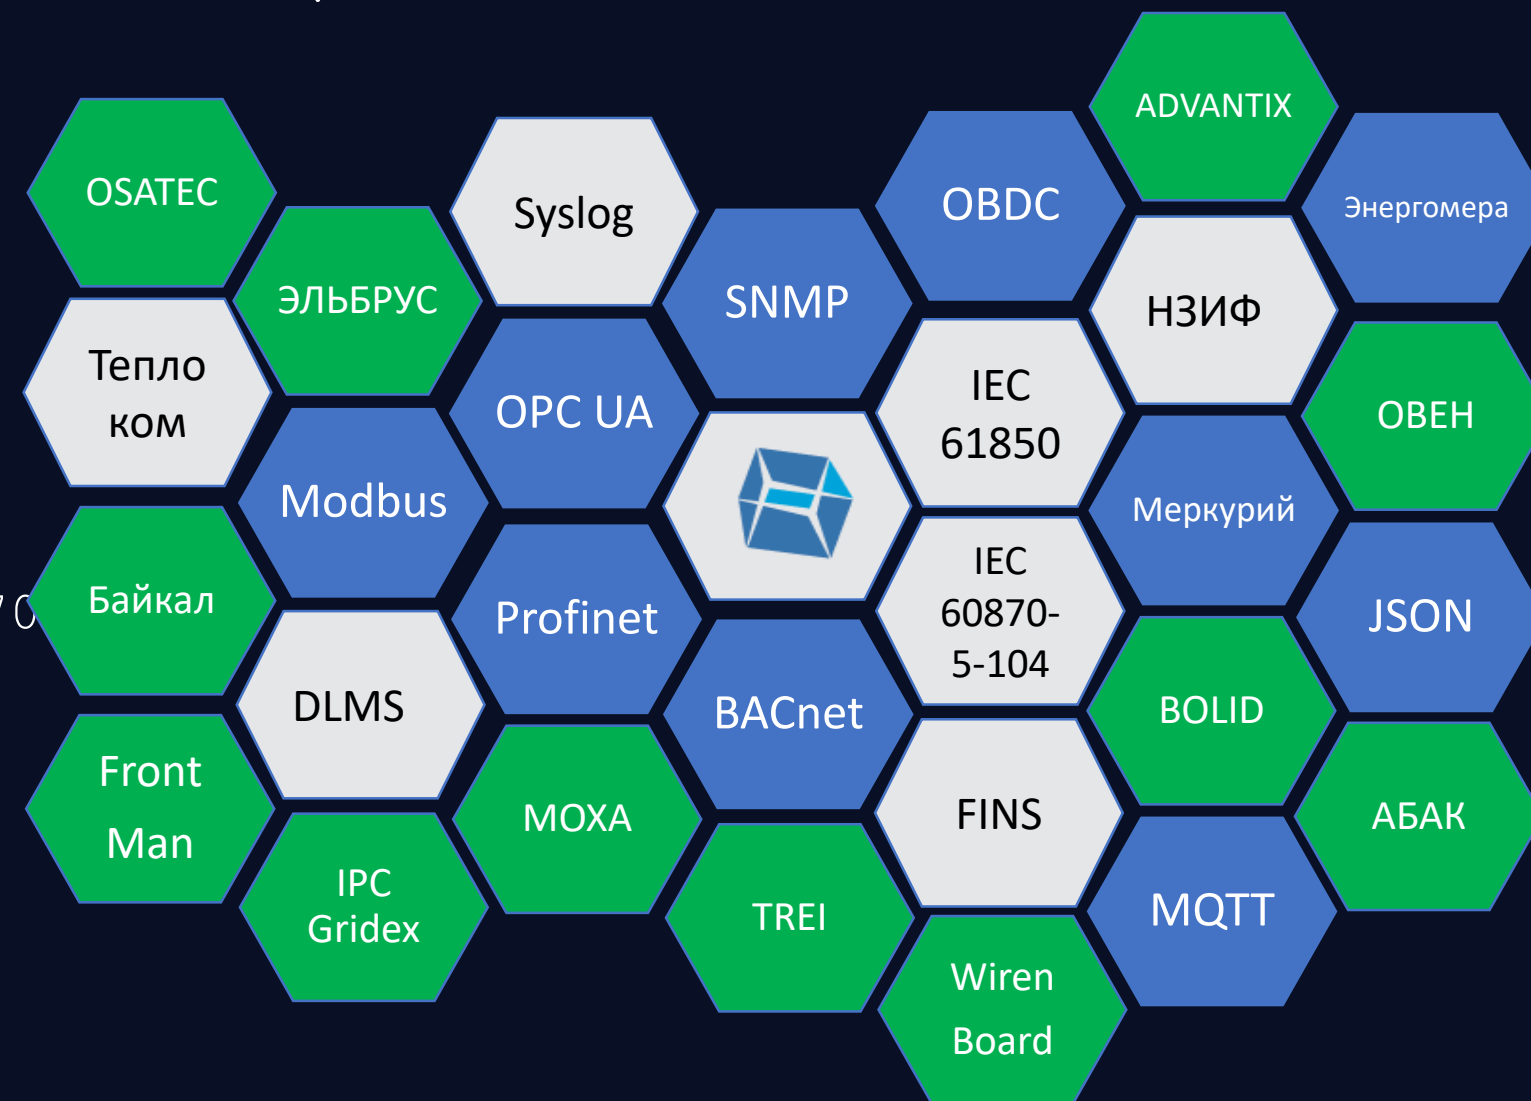 ADVANTIX
OSATEC
Syslog
OBDC
Энергомера
ЭЛЬБРУС
SNMP
НЗИФ
Тепло
ком
OPC UA
IEC
61850
ОВЕН
Modbus
Меркурий
Байкал
Profinet
IEC
60870-
5-104
JSON
DLMS
BACnet
BOLID
Front
Man
MOXA
FINS
АБАК
IPC
Gridex
TREI
MQTT
Wiren
Board